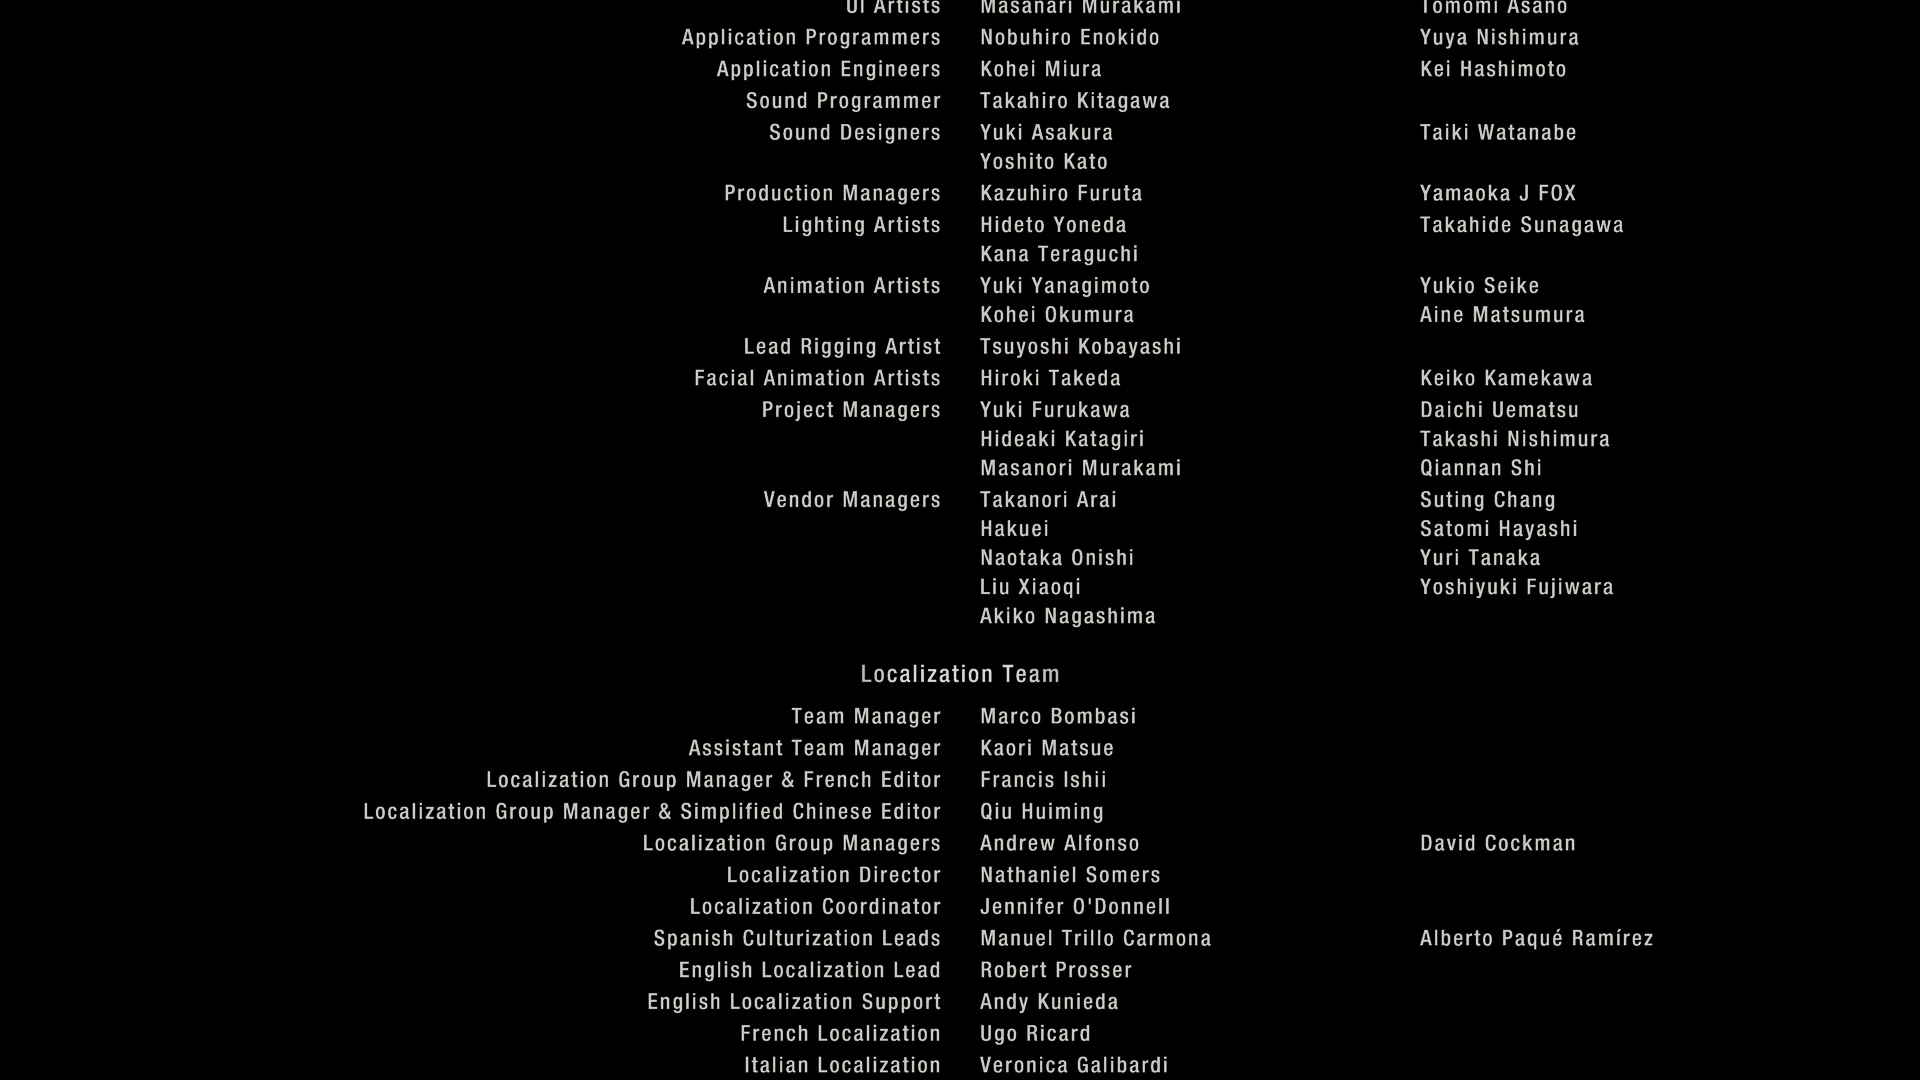 UI Artists Masanari Murakami Tomomi Asano
Application Programmers Nobuhiro Enokido Yuya Nishimura
Application Engineers Kohei Miura Kei Hashimoto
Sound Programmer Takahiro Kitagawa
Sound Designers Yuki Asakura Taiki Watanabe
Yoshito Kato
Production Managers Kazuhiro Furuta Yamaoka J FOX
Lighting Artists Hideto Yoneda Takahide Sunagawa
Kana Teraguchi
Animation Artists Yuki Yanagimoto Yukio Seike
Kohei Okumura Aine Matsumura
Lead Rigging Artist Tsuyoshi Kobayashi
Facial Animation Artists Hiroki Takeda Keiko Kamekawa
Project Managers Yuki Furukawa Daichi Uematsu
Hideaki Katagiri Takashi Nishimura
Masanori Murakami Qiannan Shi
Vendor Managers Takanori Arai Suting Chang
Hakuei Satomi Hayashi
Naotaka Onishi Yuri Tanaka
Liu Xiaoqi Yoshiyuki Fujiwara
Akiko Nagashima
Localization Team
Team Manager Marco Bombasi
Assistant Team Manager Kaori Matsue
Localization Group Manager & French Editor Francis Ishii
Localization Group Manager & Simplified Chinese Editor Qiu Huiming
Localization Group Managers Andrew Alfonso David Cockman
Localization Director Nathaniel Somers
Localization Coordinator Jennifer O'Donnell
Spanish Culturization Leads Manuel Trillo Carmona Alberto Paqué Ramírez
English Localization Lead Robert Prosser
English Localization Support Andy Kunieda
French Localization Ugo Ricard
Italian Localization Veronica Galibardi